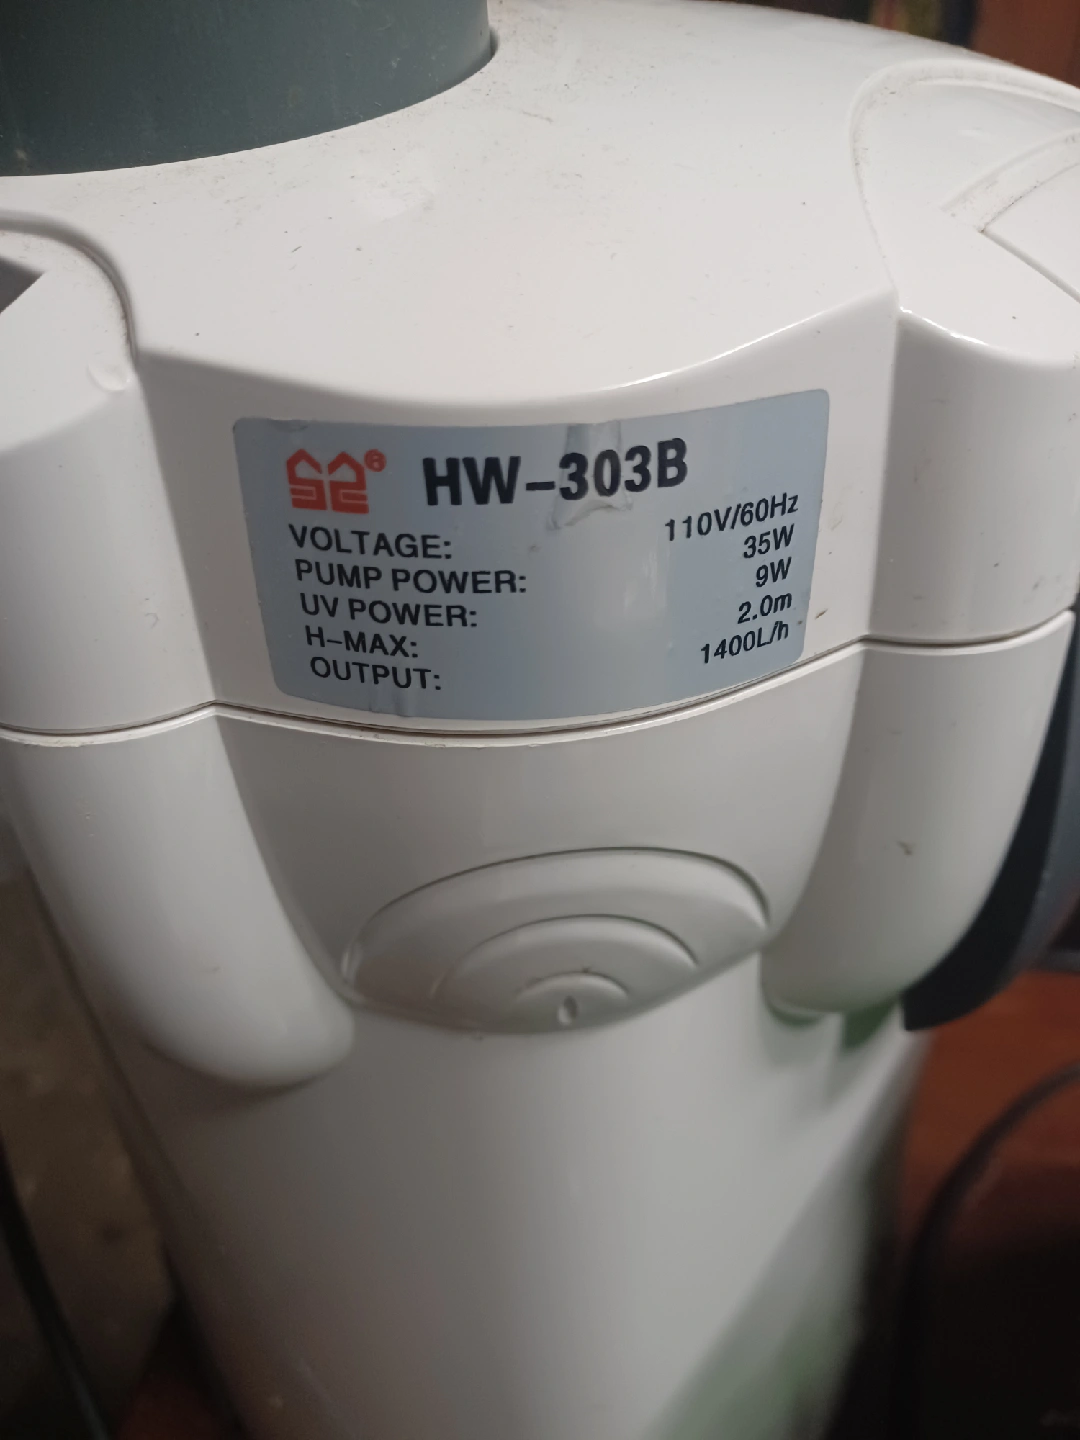 ® HW-303B
VOLTAGE: 110V/60Hz
PUMP POWER: 35W
UV POWER: 9W
H-MAX: 2.0m
OUTPUT: 1400L/h